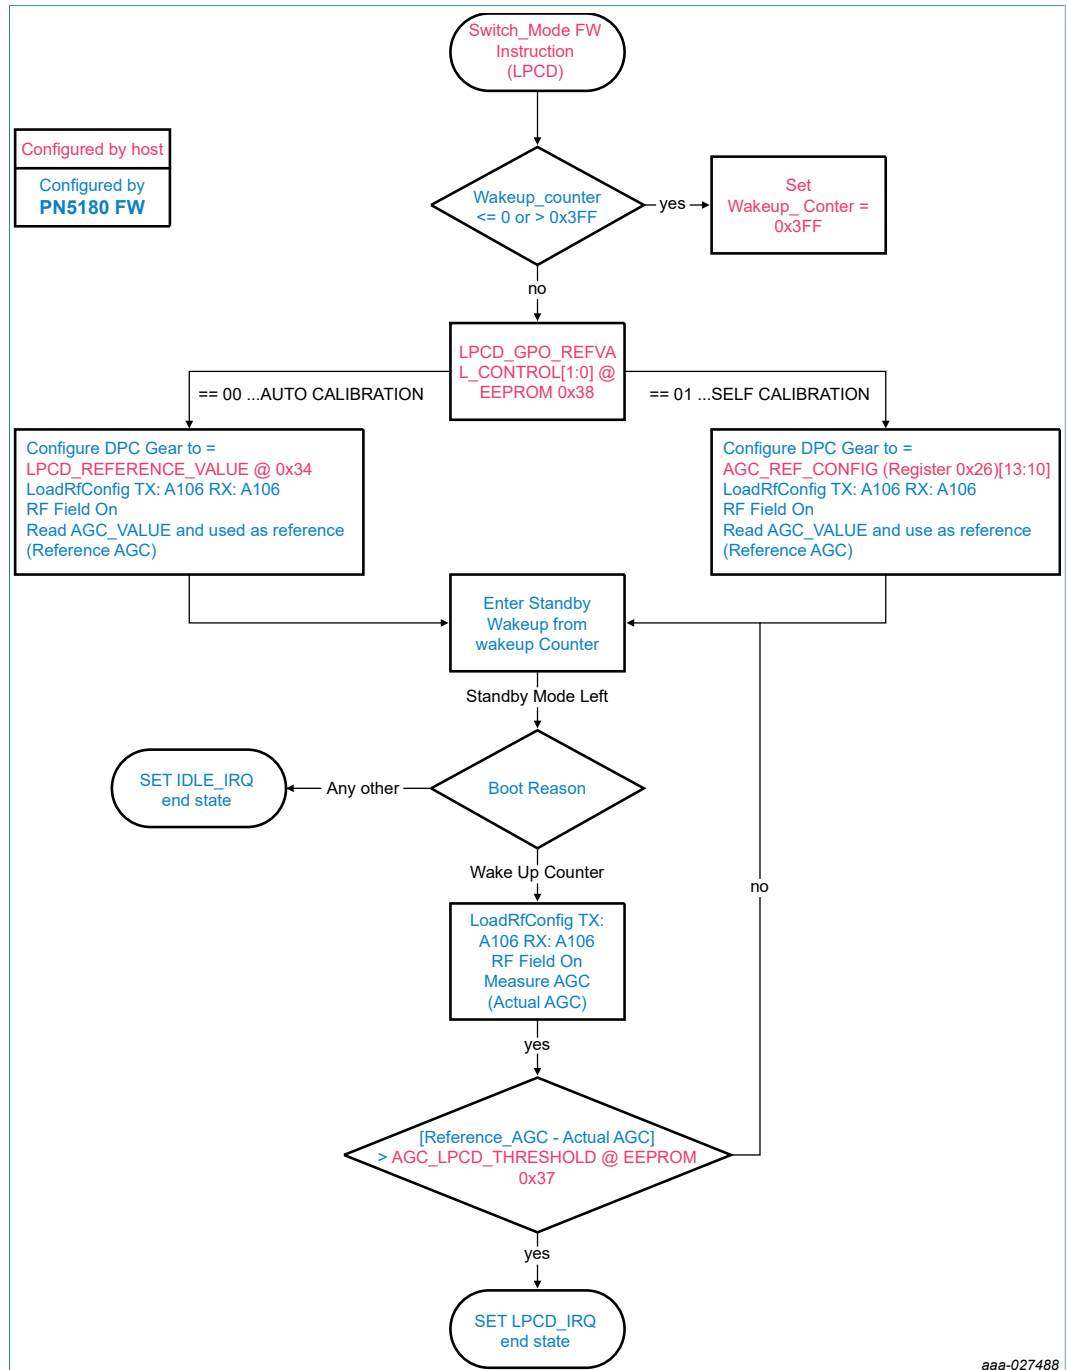 Switch_Mode FW
Instruction
(LPCD)
Configured by host
Configured by
PN5180 FW
Wakeup_counter
<= 0 or > 0x3FF
yes
Set
Wakeup_ Conter =
0x3FF
no
LPCD_GPO_REFVA
L_CONTROL[1:0] @
EEPROM 0x38
== 00 ...AUTO CALIBRATION
== 01 ...SELF CALIBRATION
Configure DPC Gear to =
LPCD_REFERENCE_VALUE @ 0x34
LoadRfConfig TX: A106 RX: A106
RF Field On
Read AGC_VALUE and used as reference
(Reference AGC)
Configure DPC Gear to =
AGC_REF_CONFIG (Register 0x26)[13:10]
LoadRfConfig TX: A106 RX: A106
RF Field On
Read AGC_VALUE and use as reference
(Reference AGC)
Enter Standby
Wakeup from
wakeup Counter
Standby Mode Left
SET IDLE_IRQ
end state
Any other
Boot Reason
Wake Up Counter
no
LoadRfConfig TX:
A106 RX: A106
RF Field On
Measure AGC
(Actual AGC)
yes
[Reference_AGC - Actual AGC]
> AGC_LPCD_THRESHOLD @ EEPROM
0x37
yes
SET LPCD_IRQ
end state
aaa-027488